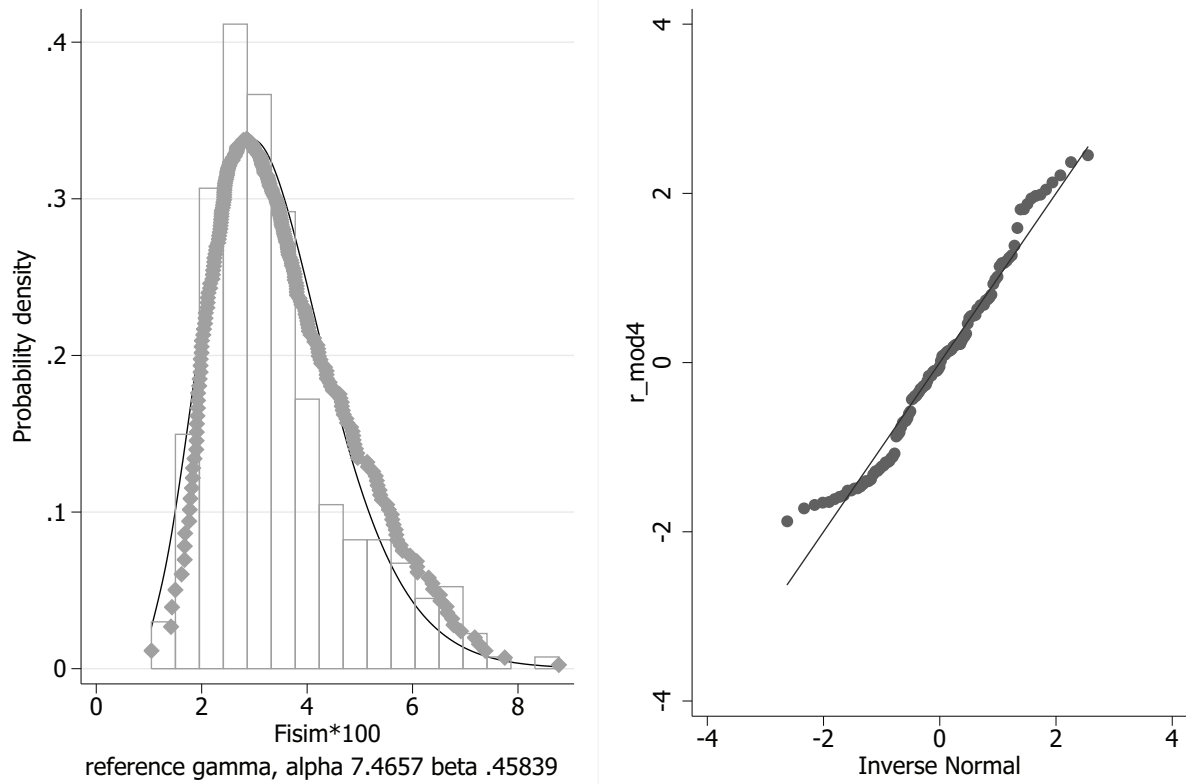 Probability density
.4
.3
.2
.1
0
0 2 4 6 8
Fisim*100
reference gamma, alpha 7.4657 beta .45839
r_mod4
4
2
0
-2
-4
-4 -2 0 2 4
Inverse Normal